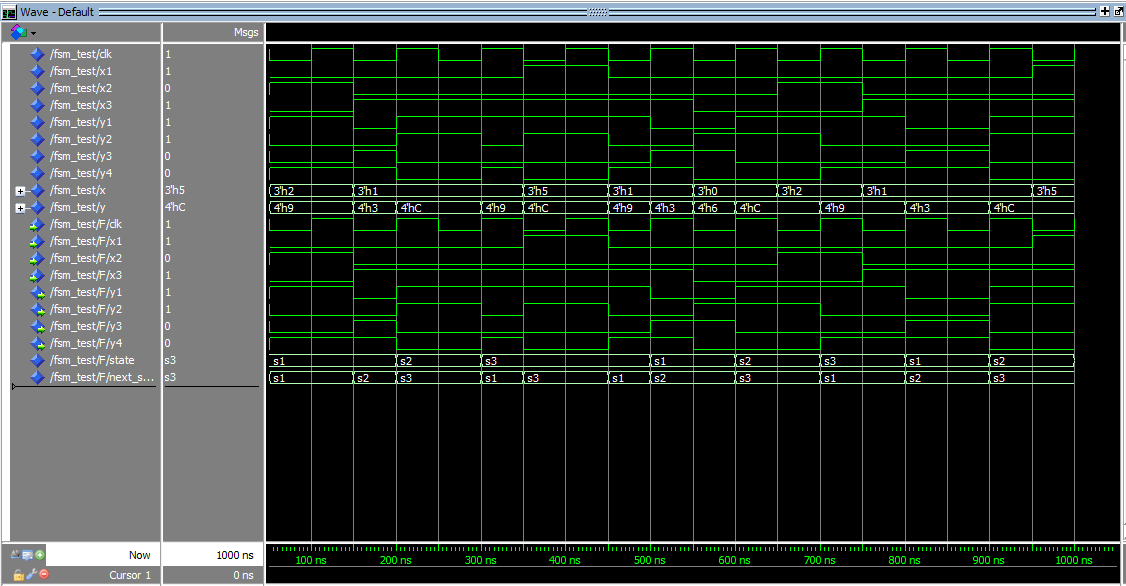 Wave - Default
Msgs
/fsm_test/clk 1
/fsm_test/x1 1
/fsm_test/x2 0
/fsm_test/x3 1
/fsm_test/y1 1
/fsm_test/y2 1
/fsm_test/y3 0
/fsm_test/y4 0
/fsm_test/x 3'h5 3'h2 3'h1 3'h5 3'h1 3'h0 3'h2 3'h1 3'h5
/fsm_test/y 4'hC 4'h9 4'h3 4'hC 4'h9 4'hC 4'h9 4'h3 4'h6 4'hC 4'h9 4'h3 4'hC
/fsm_test/F/clk 1
/fsm_test/F/x1 1
/fsm_test/F/x2 0
/fsm_test/F/x3 1
/fsm_test/F/y1 1
/fsm_test/F/y2 1
/fsm_test/F/y3 0
/fsm_test/F/y4 0
/fsm_test/F/state s3 s1 s2 s3 s1 s2 s3 s1 s2
/fsm_test/F/next_s... s3 s1 s2 s3 s1 s3 s1 s2 s3 s1 s2 s3
Now 1000 ns 100 ns 200 ns 300 ns 400 ns 500 ns 600 ns 700 ns 800 ns 900 ns 1000 ns
Cursor 1 0 ns